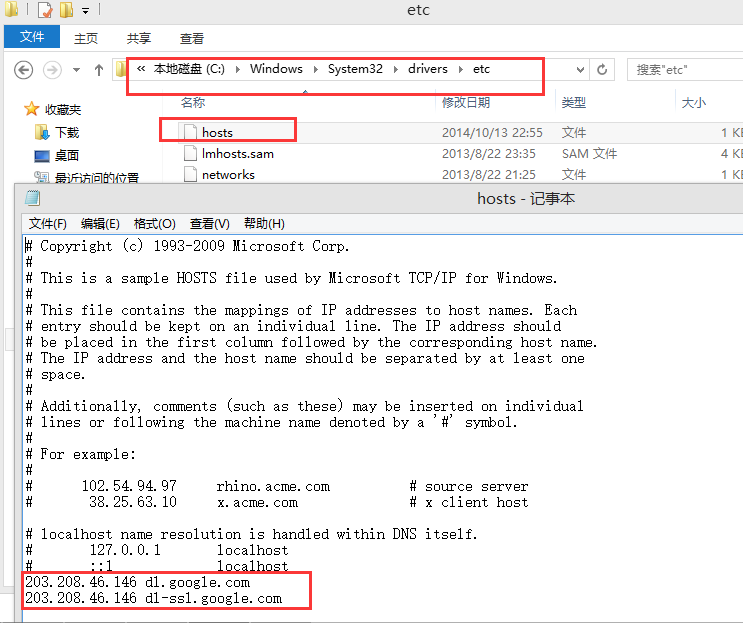 etc
文件 主页 共享 查看
« 本地磁盘 (C:) Windows System32 drivers etc 搜索"etc"
收藏夹
下载
桌面
最近访问的位置
名称 修改日期 类型 大小
hosts 2014/10/13 22:55 文件 1 K
lmhosts.sam 2013/8/22 23:35 SAM 文件 4 K
networks 2013/8/22 21:25 文件 1 K
hosts - 记事本
文件(F) 编辑(E) 格式(O) 查看(V) 帮助(H)
# Copyright (c) 1993-2009 Microsoft Corp.
#
# This is a sample HOSTS file used by Microsoft TCP/IP for Windows.
#
# This file contains the mappings of IP addresses to host names. Each
# entry should be kept on an individual line. The IP address should
# be placed in the first column followed by the corresponding host name.
# The IP address and the host name should be separated by at least one
# space.
#
# Additionally, comments (such as these) may be inserted on individual
# lines or following the machine name denoted by a '#' symbol.
#
# For example:
#
# 102.54.94.97 rhino.acme.com # source server
# 38.25.63.10 x.acme.com # x client host
# localhost name resolution is handled within DNS itself.
# 127.0.0.1 localhost
# ::1 localhost
203.208.46.146 dl.google.com
203.208.46.146 dl-ssl.google.com